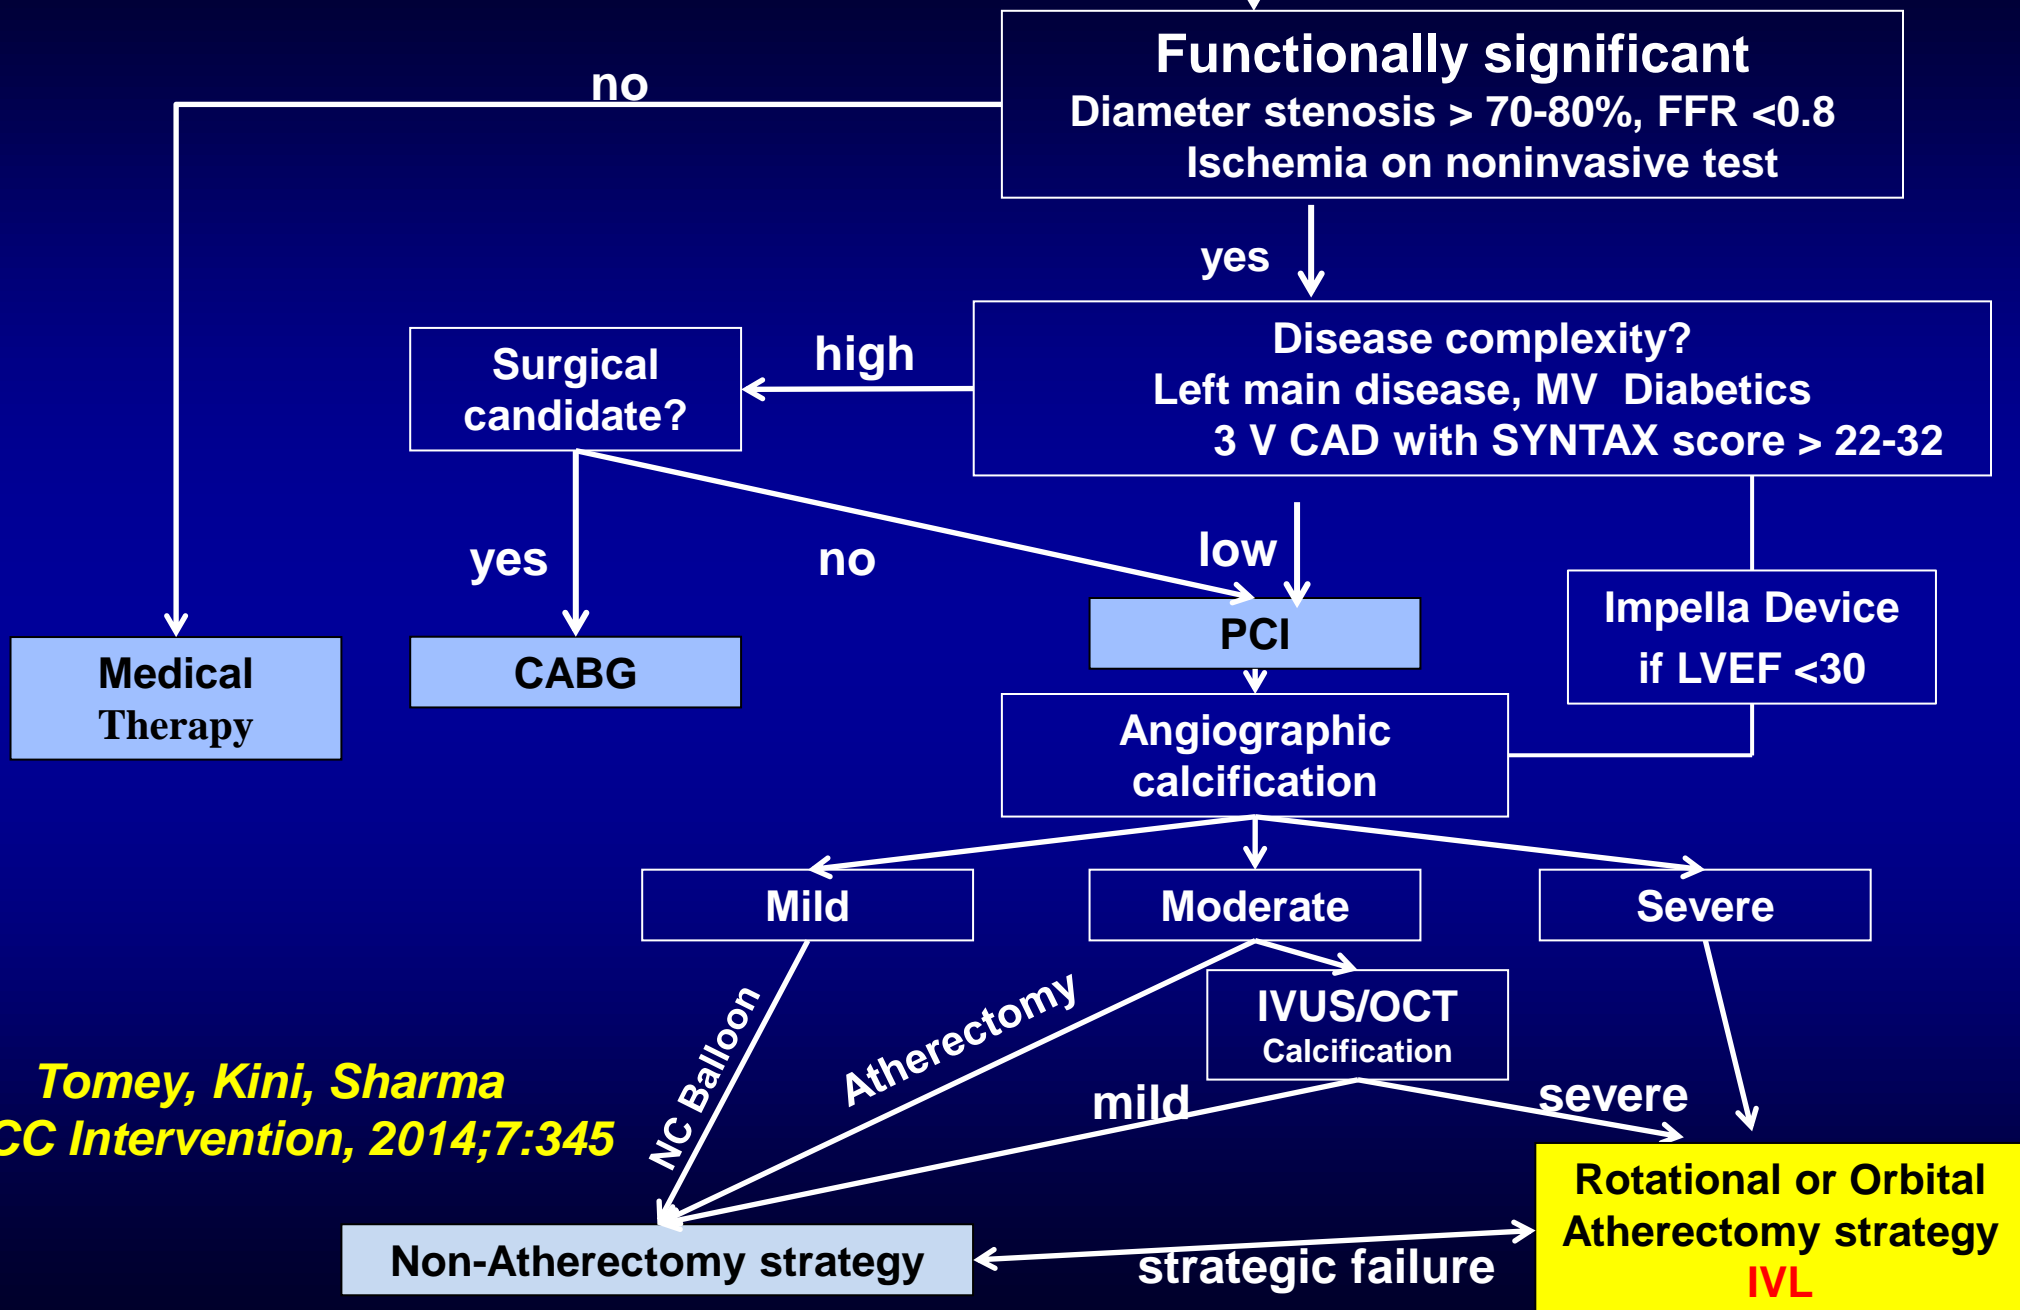 Functionally significant
Diameter stenosis > 70-80%, FFR <0.8
Ischemia on noninvasive test
no
yes
Disease complexity?
Left main disease, MV Diabetics
3 V CAD with SYNTAX score > 22-32
high
Surgical
candidate?
yes
no
low
Impella Device
if LVEF <30
Medical
Therapy
CABG
PCI
Angiographic
calcification
Mild
Moderate
Severe
NC Balloon
Atherectomy
IVUS/OCT
Calcification
mild
severe
Tomey, Kini, Sharma
CC Intervention, 2014;7:345
Non-Atherectomy strategy
strategic failure
Rotational or Orbital
Atherectomy strategy
IVL